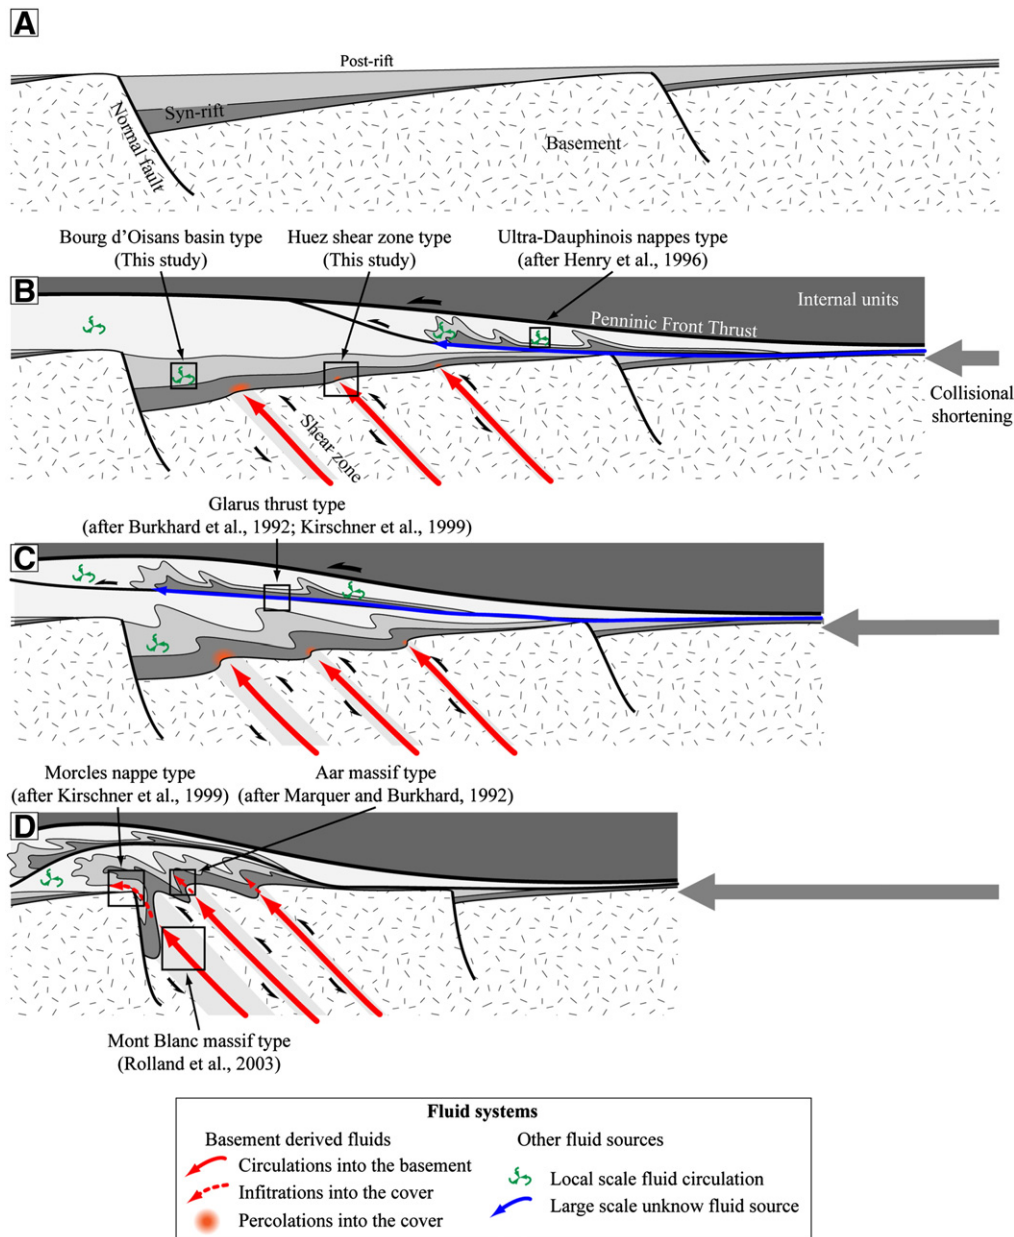 A
Post-rift
Syn-rift
Normal fault
Basement
Bourg d'Oisans basin type
(This study)
Huez shear zone type
(This study)
Ultra-Dauphinois nappes type
(after Henry et al., 1996)
B
Internal units
Penninic Front Thrust
Collisional
shortening
Shear zone
Glarus thrust type
(after Burkhard et al., 1992; Kirschner et al., 1999)
C
Morcles nappe type
(after Kirschner et al., 1999)
Aar massif type
(after Marquer and Burkhard, 1992)
D
Mont Blanc massif type
(Rolland et al., 2003)
Fluid systems
Basement derived fluids
Circulations into the basement
Infitrations into the cover
Percolations into the cover
Other fluid sources
Local scale fluid circulation
Large scale unknow fluid source